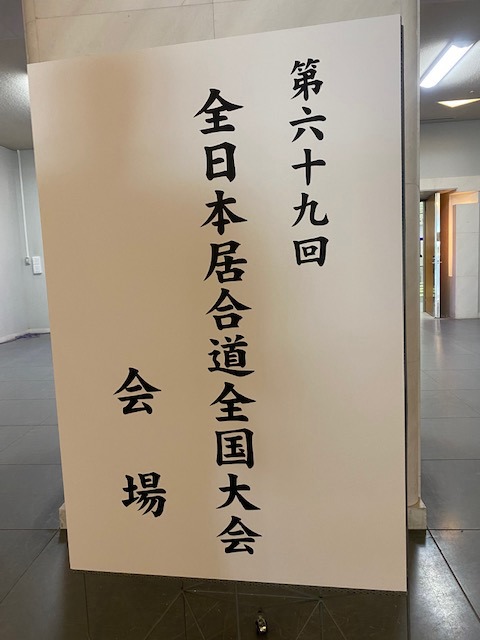 第六十九回
全日本居合道全国大会
会場